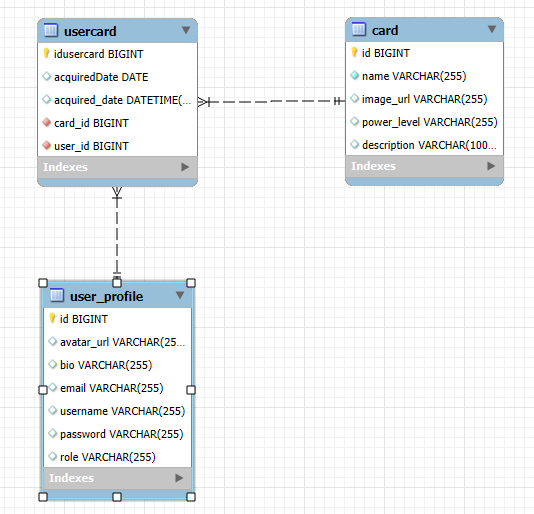 usercard
idusercard BIGINT
acquiredDate DATE
acquired_date DATETIME(...
card_id BIGINT
user_id BIGINT
Indexes
card
id BIGINT
name VARCHAR(255)
image_url VARCHAR(255)
power_level VARCHAR(255)
description VARCHAR(100...
Indexes
user_profile
id BIGINT
avatar_url VARCHAR(25...
bio VARCHAR(255)
email VARCHAR(255)
username VARCHAR(255)
password VARCHAR(255)
role VARCHAR(255)
Indexes